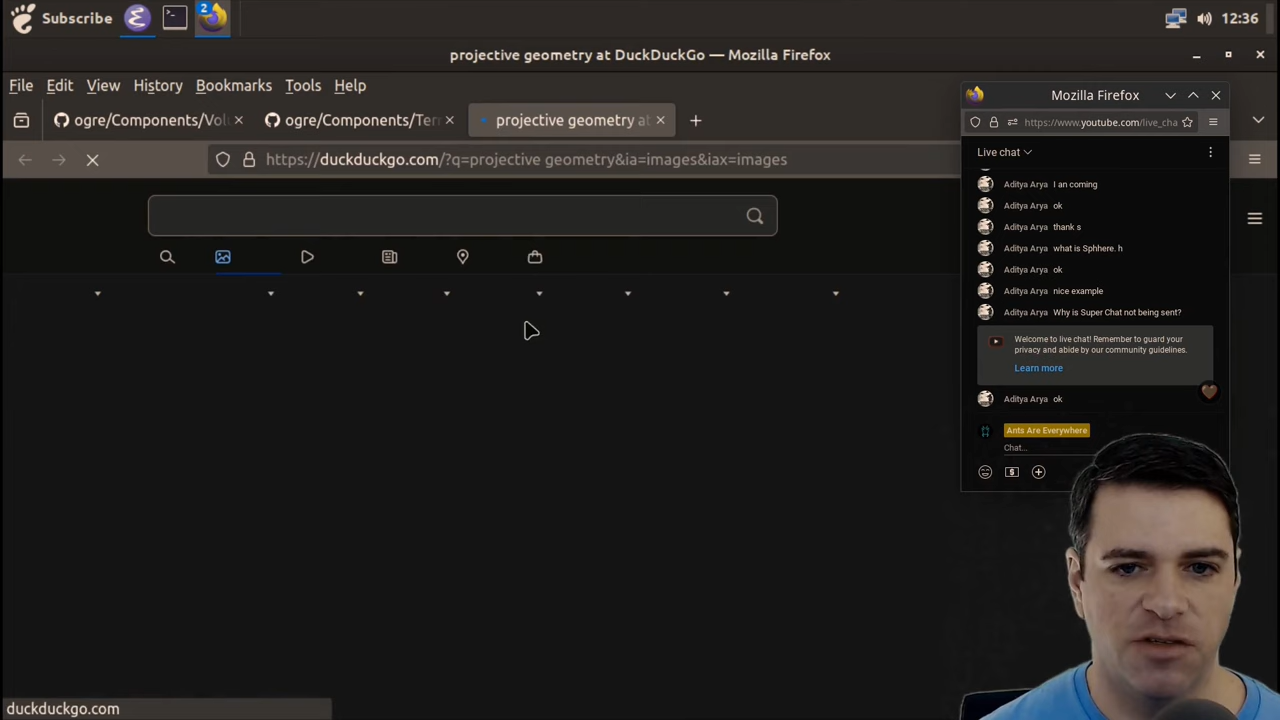 Subscribe
12:36
projective geometry at DuckDuckGo — Mozilla Firefox
File Edit View History Bookmarks Tools Help
ogre/Components/Vol
ogre/Components/Ter
projective geometry at
https://duckduckgo.com/?q=projective geometry&ia=images&iax=images
Mozilla Firefox
https://www.youtube.com/live_cha
Live chat
Aditya Arya I an coming
Aditya Arya ok
Aditya Arya thank s
Aditya Arya what is Sphhere. h
Aditya Arya ok
Aditya Arya nice example
Aditya Arya Why is Super Chat not being sent?
Welcome to live chat! Remember to guard your
privacy and abide by our community guidelines.
Learn more
Aditya Arya ok
Ants Are Everywhere
Chat...
duckduckgo.com